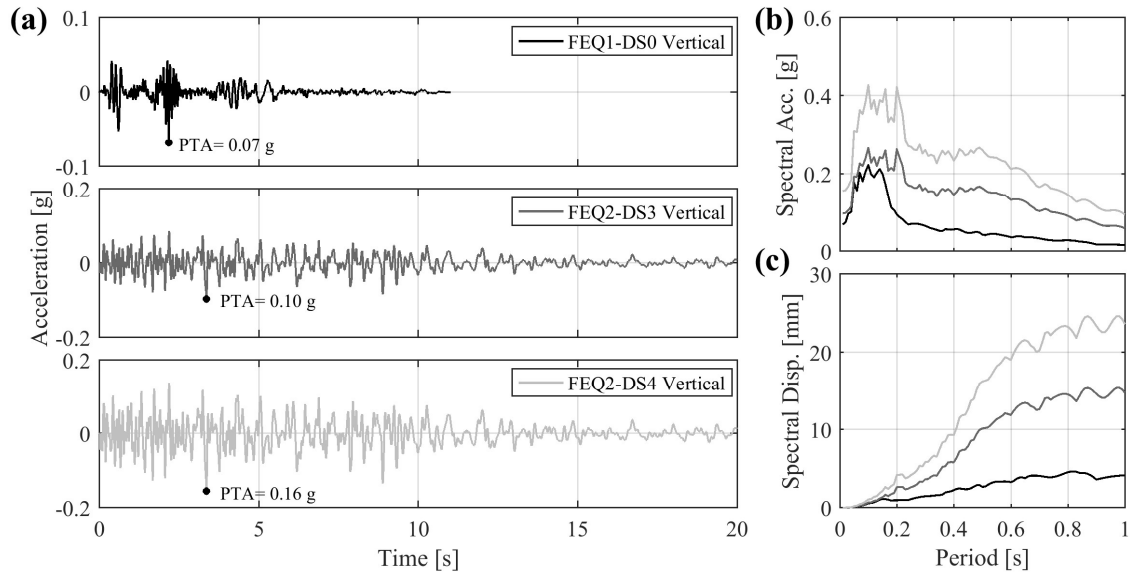 (a)
0.1
0
-0.1
FEQ1-DS0 Vertical
PTA= 0.07 g
Acceleration [g]
0.2
0
-0.2
FEQ2-DS3 Vertical
PTA= 0.10 g
0.2
0
-0.2
FEQ2-DS4 Vertical
PTA= 0.16 g
0 5 10 15 20
Time [s]
(b)
Spectral Acc. [g]
0.6
0.4
0.2
0
(c)
Spectral Disp. [mm]
30
20
10
0
0 0.2 0.4 0.6 0.8 1
Period [s]